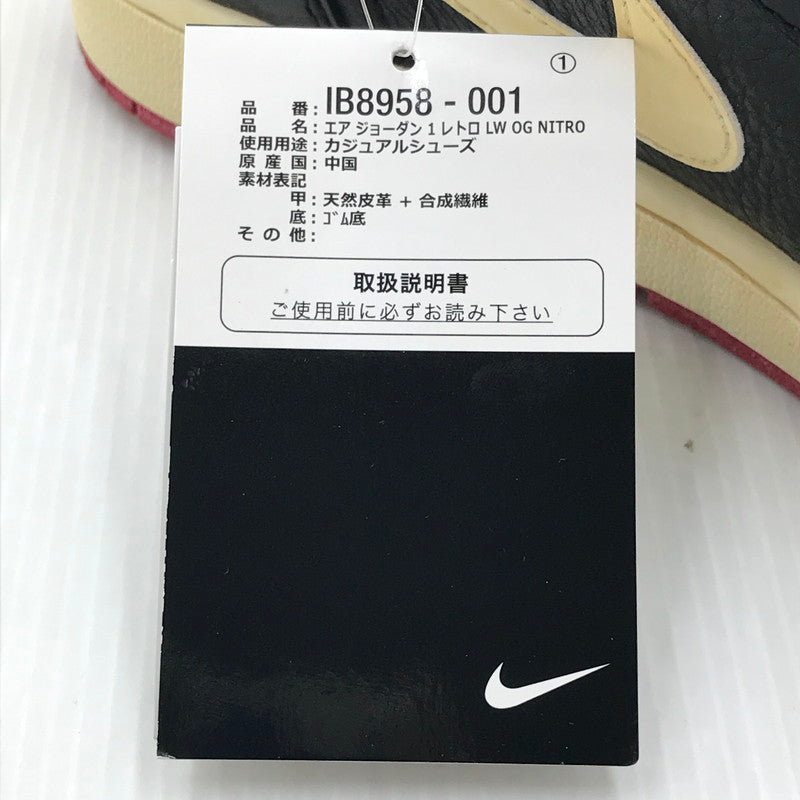 ①
品番: IB8958 - 001
品名: エア ジョーダン 1 レトロ LW OG NITRO
使用用途: カジュアルシューズ
原産国: 中国
素材表記
甲: 天然皮革 + 合成繊維
底: ｺﾞﾑ底
その他:
取扱説明書
ご使用前に必ずお読み下さい